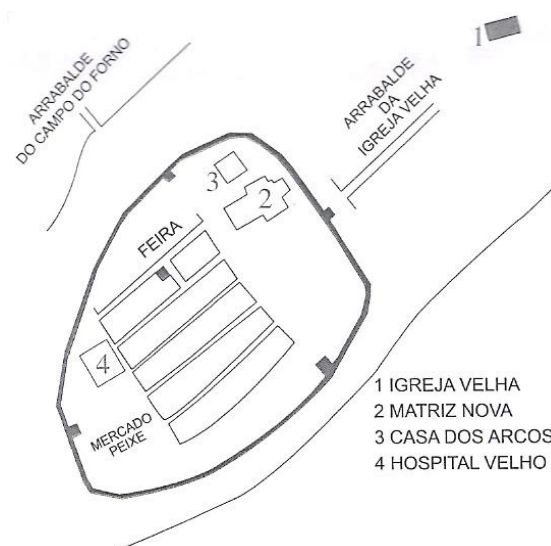 1
ARRABALDE
DO CAMPO DO FORNO
ARRABALDE
DA
IGREJA VELHA
3
2
FEIRA
4
MERCADO
PEIXE
1 IGREJA VELHA
2 MATRIZ NOVA
3 CASA DOS ARCOS
4 HOSPITAL VELHO